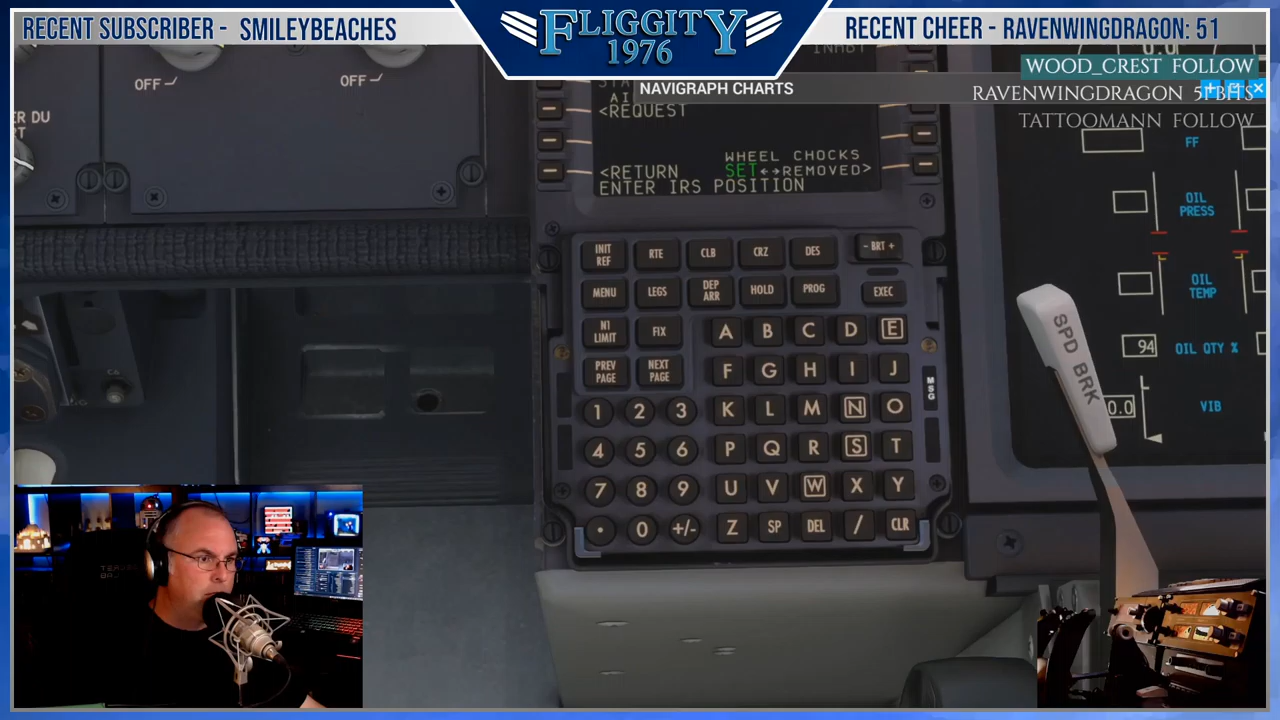 RECENT SUBSCRIBER - SMILEYBEACHES
FLIGGITY
1976
RECENT CHEER - RAVENWINGDRAGON: 51
WOOD_CREST FOLLOW
NAVIGRAPH CHARTS
RAVENWINGDRAGON 51 BITS
TATTOOMANN FOLLOW
OFF
OFF
INHBT
<REQUEST
WHEEL CHOCKS
<RETURN SET←→REMOVED>
ENTER IRS POSITION
INIT REF
RTE
CLB
CRZ
DES
- BRT +
MENU
LEGS
DEP ARR
HOLD
PROG
EXEC
N1 LIMIT
FIX
A B C D E
PREV PAGE
NEXT PAGE
F G H I J
MSG
1 2 3 K L M N O
4 5 6 P Q R S T
7 8 9 U V W X Y
. 0 +/- Z SP DEL / CLR
FF
OIL PRESS
OIL TEMP
94 OIL QTY %
0.0 VIB
SPD BRK